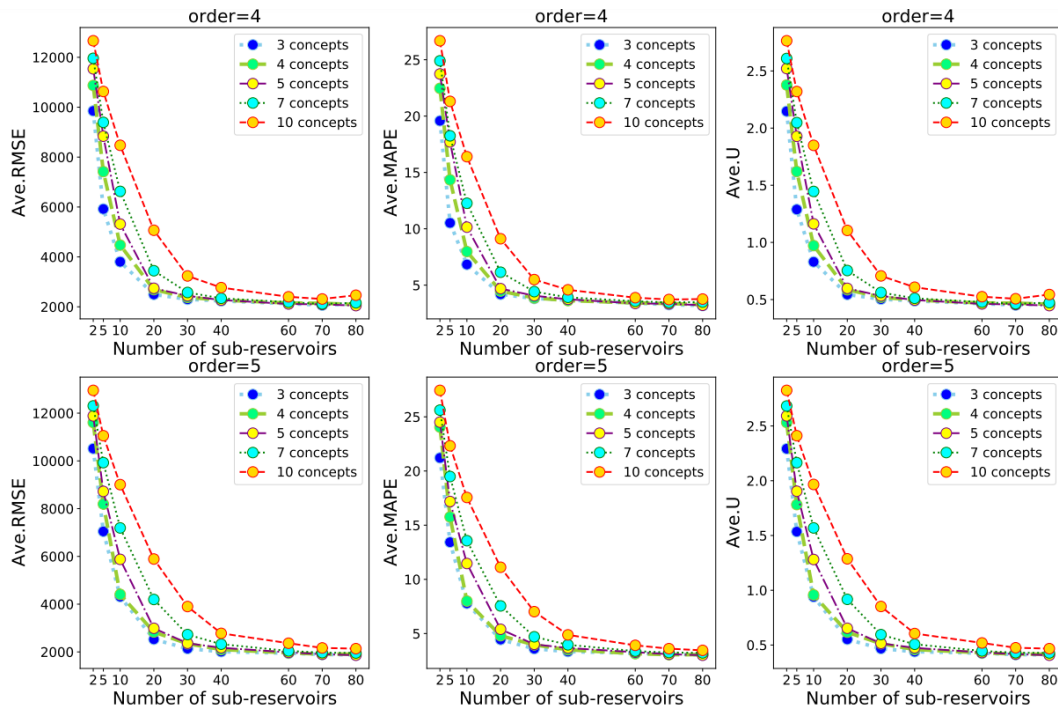 order=4
12000
10000
8000
6000
4000
2000
Ave.RMSE
3 concepts
4 concepts
5 concepts
7 concepts
10 concepts
2 5 10 20 30 40 60 70 80
Number of sub-reservoirs
order=4
25
20
15
10
5
Ave.MAPE
3 concepts
4 concepts
5 concepts
7 concepts
10 concepts
2 5 10 20 30 40 60 70 80
Number of sub-reservoirs
order=4
2.5
2.0
1.5
1.0
0.5
Ave.U
3 concepts
4 concepts
5 concepts
7 concepts
10 concepts
2 5 10 20 30 40 60 70 80
Number of sub-reservoirs
order=5
12000
10000
8000
6000
4000
2000
Ave.RMSE
3 concepts
4 concepts
5 concepts
7 concepts
10 concepts
2 5 10 20 30 40 60 70 80
Number of sub-reservoirs
order=5
25
20
15
10
5
Ave.MAPE
3 concepts
4 concepts
5 concepts
7 concepts
10 concepts
2 5 10 20 30 40 60 70 80
Number of sub-reservoirs
order=5
2.5
2.0
1.5
1.0
0.5
Ave.U
3 concepts
4 concepts
5 concepts
7 concepts
10 concepts
2 5 10 20 30 40 60 70 80
Number of sub-reservoirs